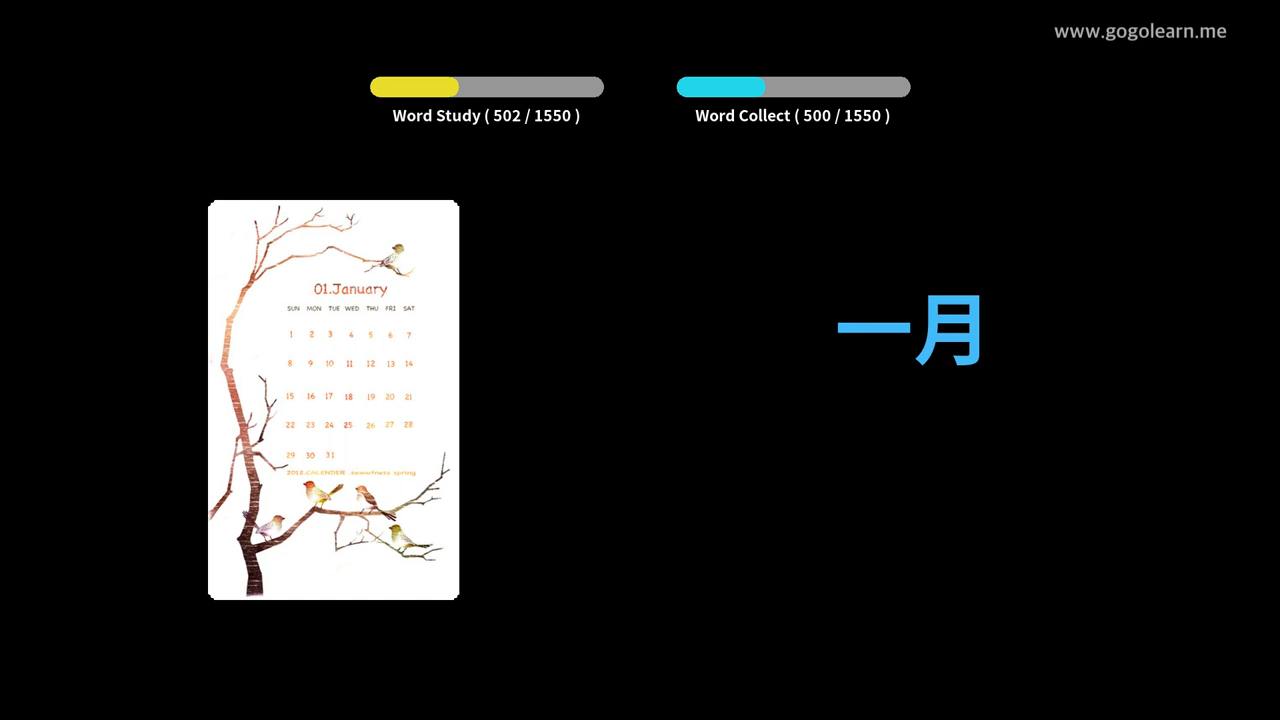 www.gogolearn.me
Word Study ( 502 / 1550 )
Word Collect ( 500 / 1550 )
01.January
SUN MON TUE WED THU FRI SAT
1 2 3 4 5 6 7
8 9 10 11 12 13 14
15 16 17 18 19 20 21
22 23 24 25 26 27 28
29 30 31
CALENDER
spring
一月